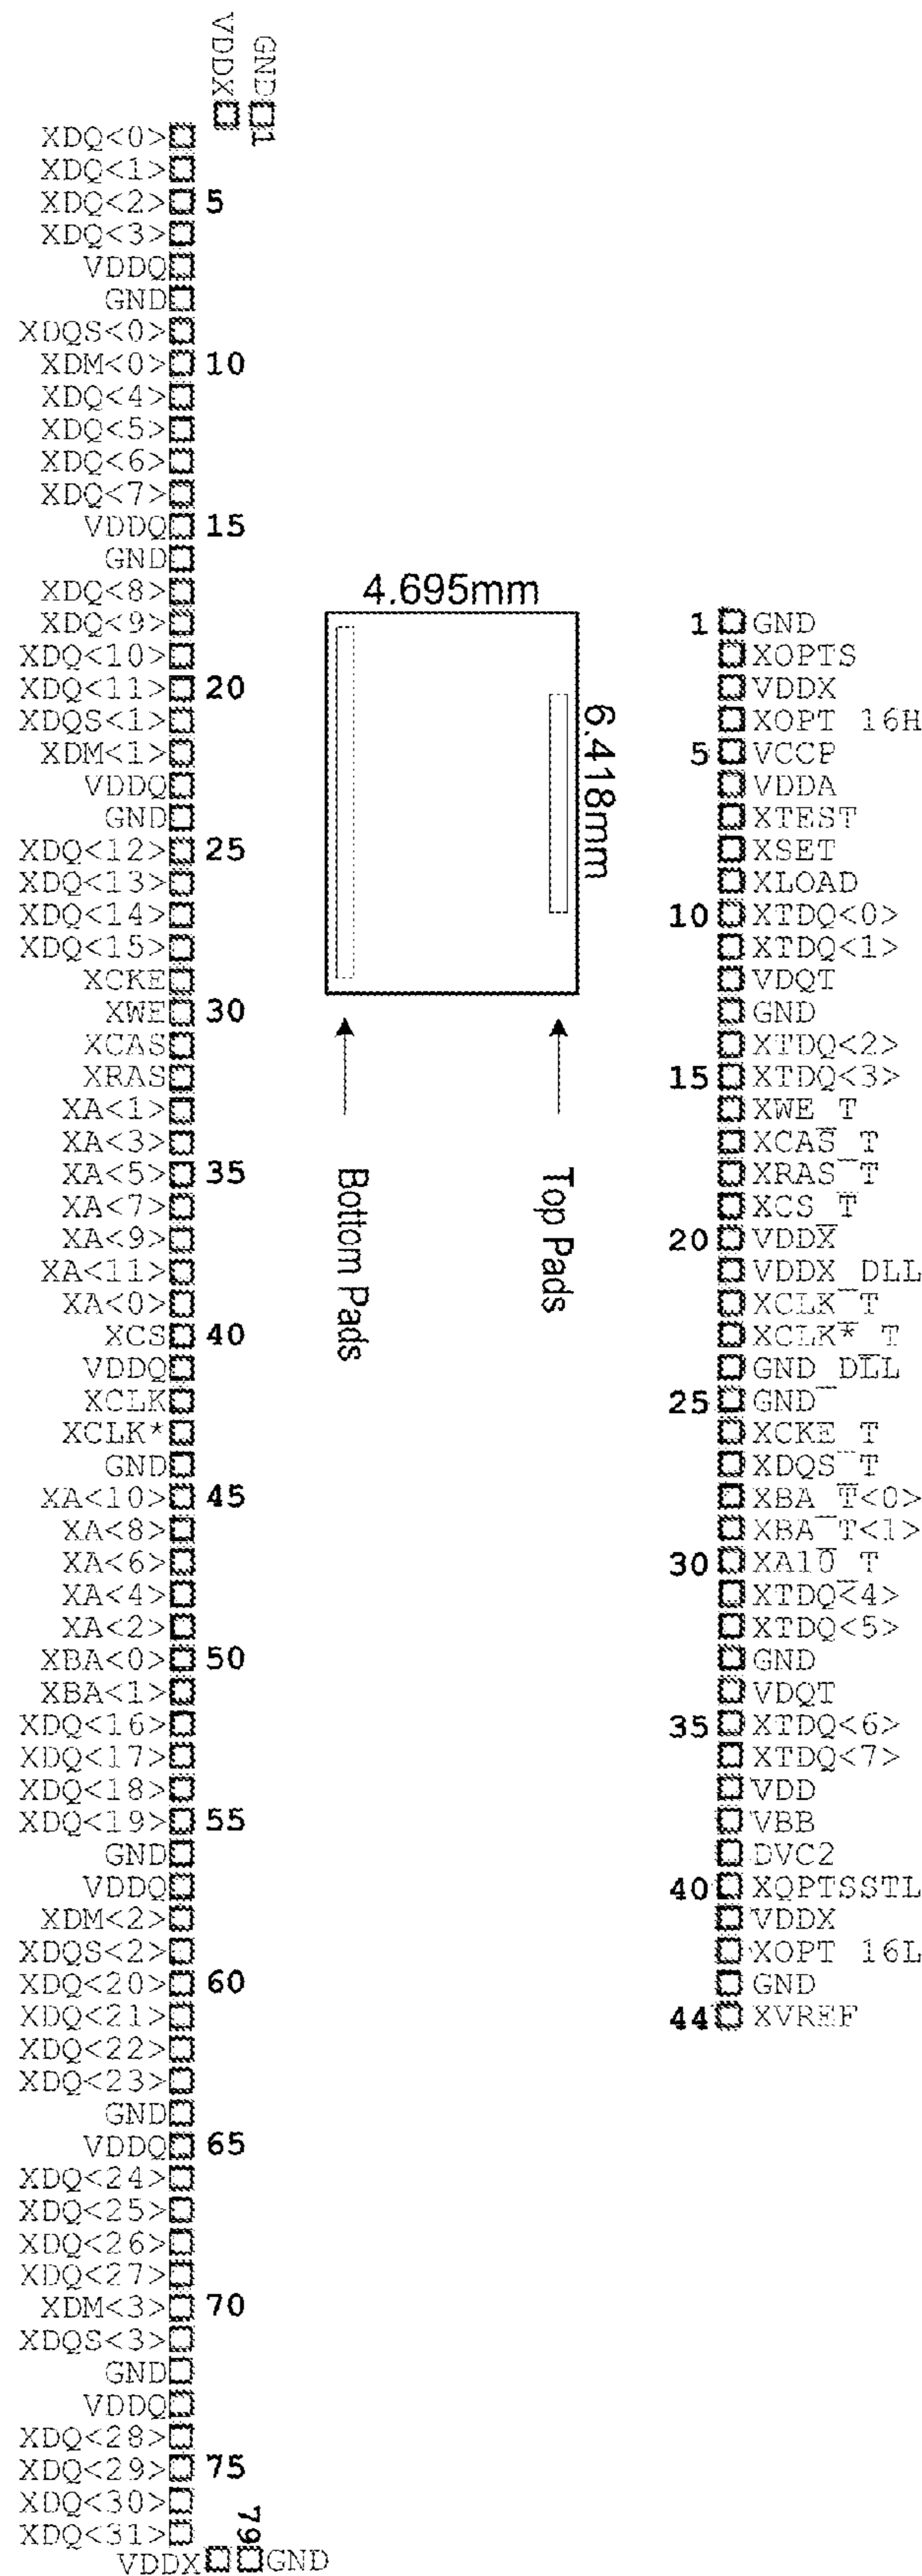 GND
VDDX
1
XDQ<0>
XDQ<1>
XDQ<2> 5
XDQ<3>
VDDQ
GND
XDQS<0>
XDM<0> 10
XDQ<4>
XDQ<5>
XDQ<6>
XDQ<7>
VDDQ 15
GND
XDQ<8>
XDQ<9>
XDQ<10>
XDQ<11> 20
XDQS<1>
XDM<1>
VDDQ
GND
XDQ<12> 25
XDQ<13>
XDQ<14>
XDQ<15>
XCKE
XWE 30
XCAS
XRAS
XA<1>
XA<3>
XA<5> 35
XA<7>
XA<9>
XA<11>
XA<0>
XCS 40
VDDQ
XCLK
XCLK*
GND
XA<10> 45
XA<8>
XA<6>
XA<4>
XA<2>
XBA<0> 50
XBA<1>
XDQ<16>
XDQ<17>
XDQ<18>
XDQ<19> 55
GND
VDDQ
XDM<2>
XDQS<2>
XDQ<20> 60
XDQ<21>
XDQ<22>
XDQ<23>
GND
VDDQ 65
XDQ<24>
XDQ<25>
XDQ<26>
XDQ<27>
XDM<3> 70
XDQS<3>
GND
VDDQ
XDQ<28>
XDQ<29> 75
XDQ<30>
XDQ<31>
79
VDDX GND
4.695mm
6.418mm
Bottom Pads
Top Pads
1 GND
XOPTS
VDDX
XOPT 16H
5 VCCP
VDDA
XTEST
XSET
XLOAD
10 XTDQ<0>
XTDQ<1>
VDQT
GND
XTDQ<2>
15 XTDQ<3>
XWE_T
XCAS_T
XRAS_T
XCS_T
20 VDDX
VDDX_DLL
XCLK_T
XCLK*_T
GND_DLL
25 GND
XCKE_T
XDQS_T
XBA_T<0>
XBA_T<1>
30 XA10_T
XTDQ<4>
XTDQ<5>
GND
VDQT
35 XTDQ<6>
XTDQ<7>
VDD
VBB
DVC2
40 XQPTSSTL
VDDX
XOPT 16L
GND
44 XVREF